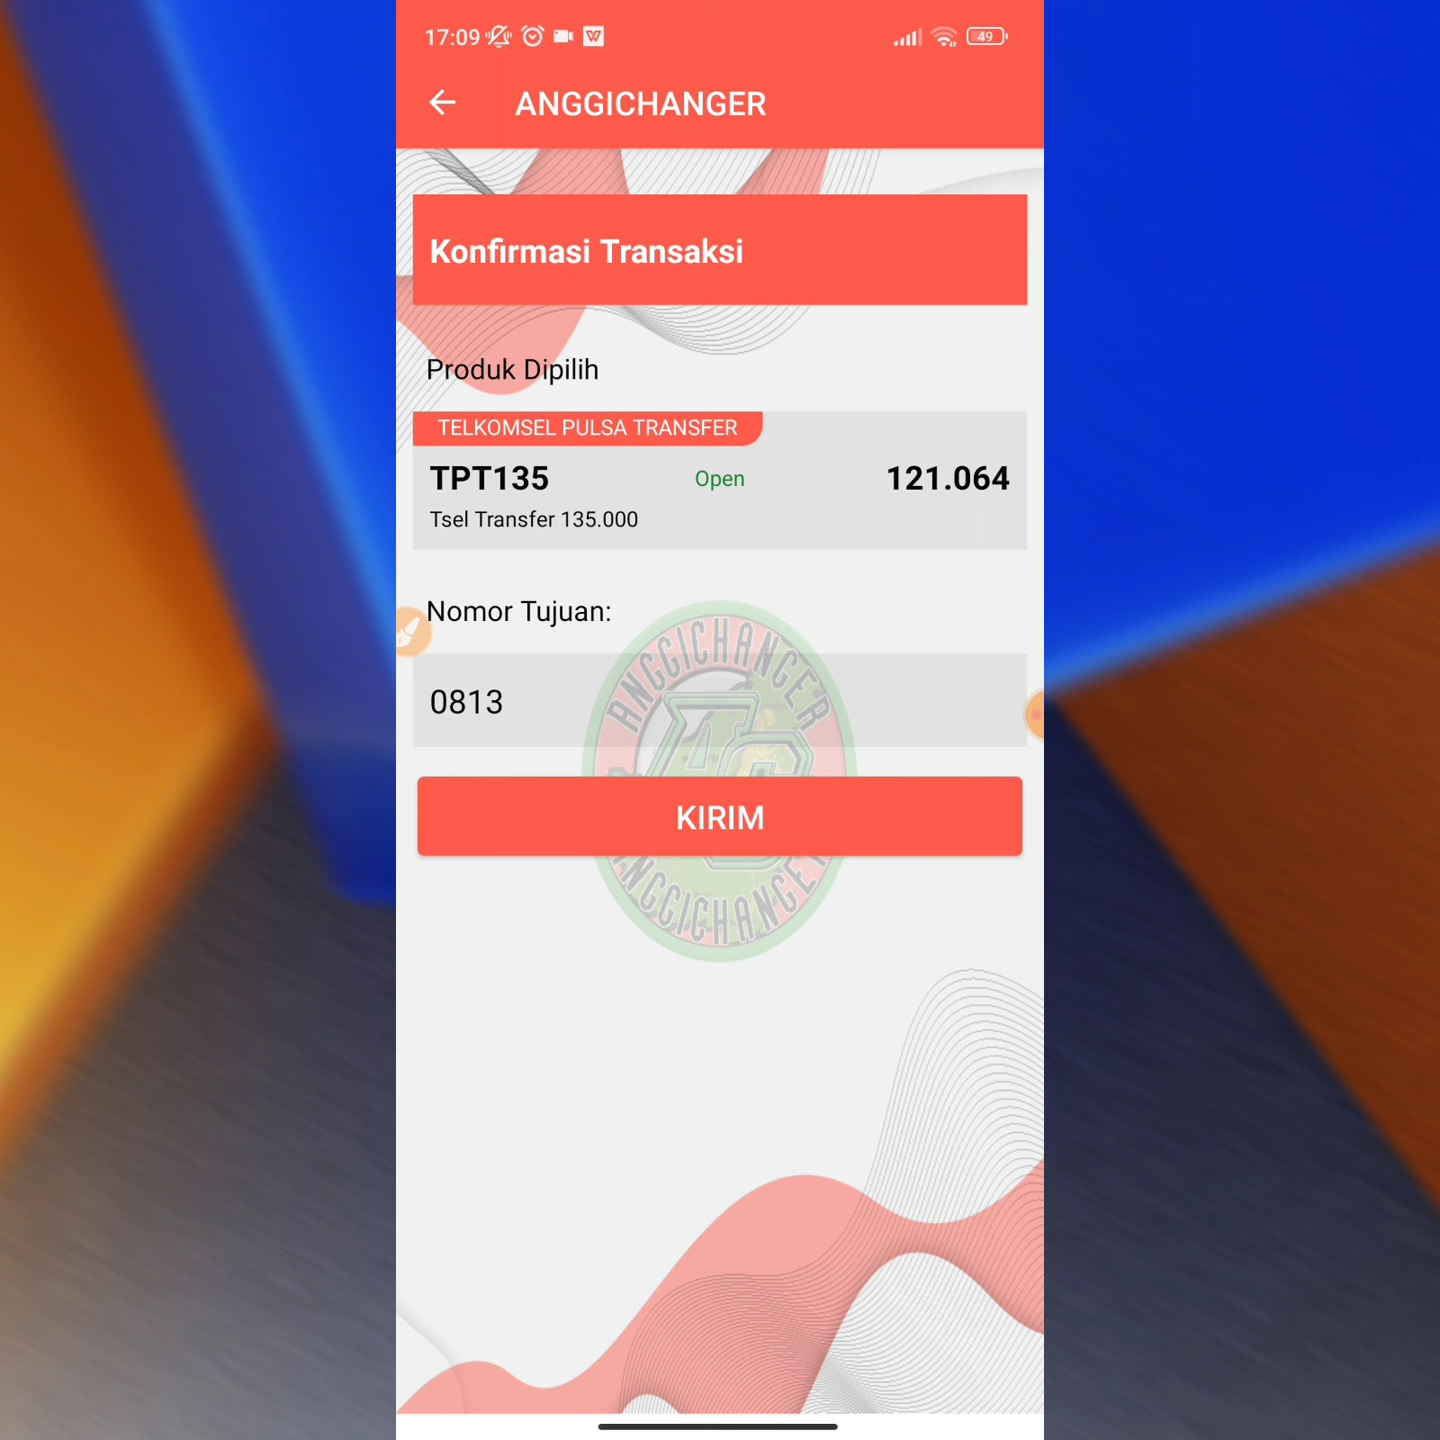 17:09
49
ANGGICHANGER
Konfirmasi Transaksi
Produk Dipilih
TELKOMSEL PULSA TRANSFER
TPT135 Open 121.064
Tsel Transfer 135.000
Nomor Tujuan:
0813
ANGGICHANGER
AC
KIRIM
ANGGICHANGER